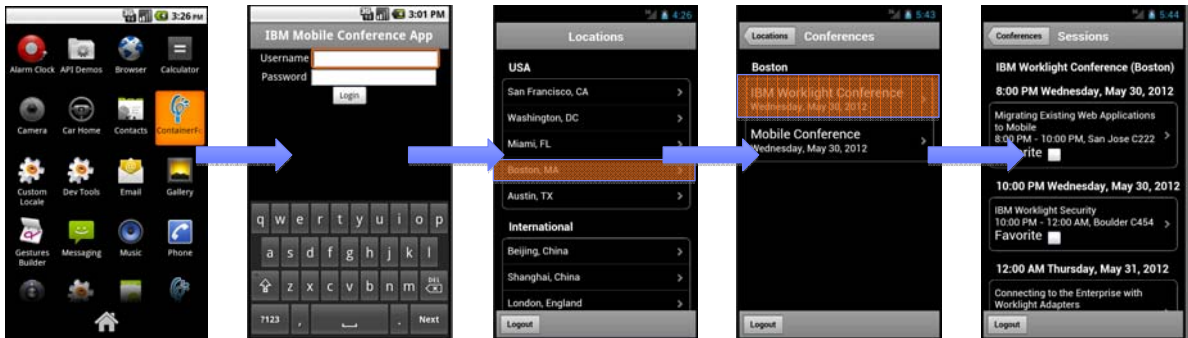 3:26 PM
Alarm Clock API Demos Browser Calculator
Camera Car Home Contacts
Custom Locale Dev Tools Email Gallery
Gestures Builder Messaging Music Phone
3:01 PM
IBM Mobile Conference App
Username
Password
Login
q w e r t y u i o p
a s d f g h j k l
z x c v b n m DEL
?123 , . Next
4:26
Locations
USA
San Francisco, CA
Washington, DC
Miami, FL
Boston, MA
Austin, TX
International
Beijing, China
Shanghai, China
London, England
Logout
5:43
Locations Conferences
Boston
IBM Worklight Conference
Wednesday, May 30, 2012
Mobile Conference
Wednesday, May 30, 2012
Logout
5:44
Conferences Sessions
IBM Worklight Conference (Boston)
8:00 PM Wednesday, May 30, 2012
Migrating Existing Web Applications
to Mobile
8:00 PM - 10:00 PM, San Jose C222
rite
10:00 PM Wednesday, May 30, 2012
IBM Worklight Security
10:00 PM - 12:00 AM, Boulder C454
Favorite
12:00 AM Thursday, May 31, 2012
Connecting to the Enterprise with
Worklight Adapters
Logout